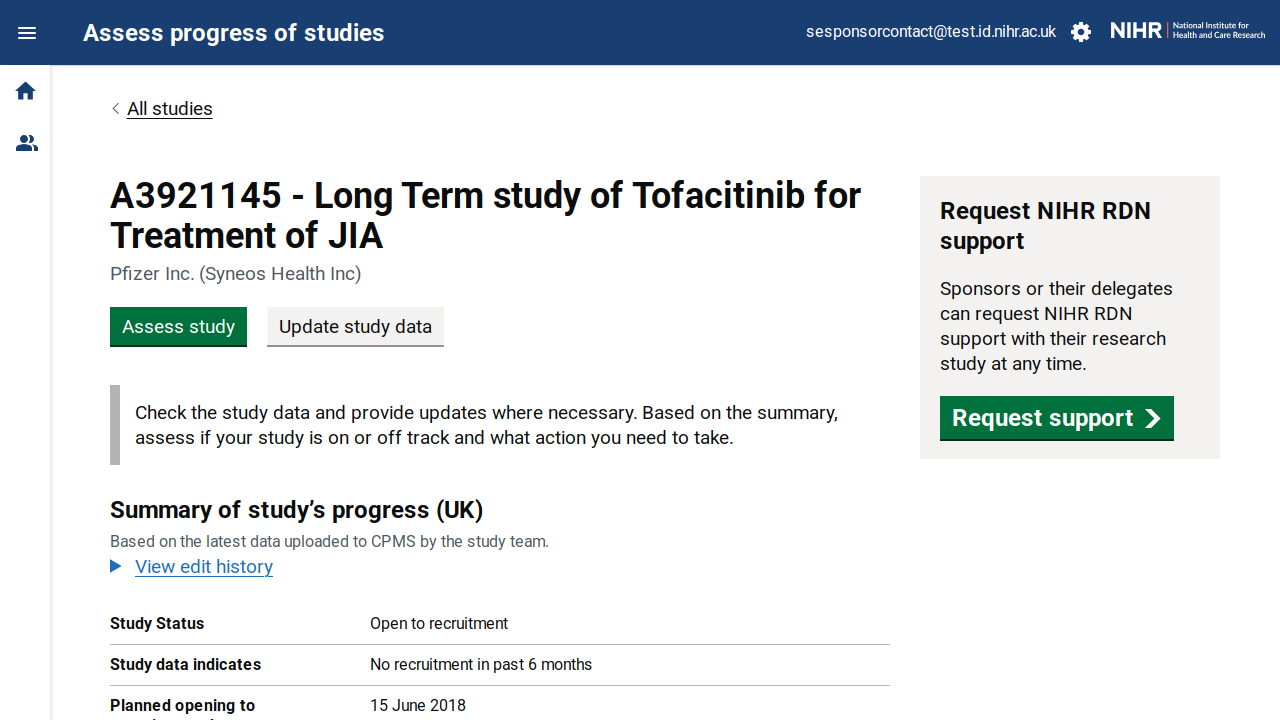 Assess progress of studies
sesponsorcontact@test.id.nihr.ac.uk
NIHR
National Institute for
Health and Care Research
All studies
A3921145 - Long Term study of Tofacitinib for
Treatment of JIA
Pfizer Inc. (Syneos Health Inc)
Assess study
Update study data
Check the study data and provide updates where necessary. Based on the summary,
assess if your study is on or off track and what action you need to take.
Summary of study’s progress (UK)
Based on the latest data uploaded to CPMS by the study team.
View edit history
Study Status
Open to recruitment
Study data indicates
No recruitment in past 6 months
Planned opening to
15 June 2018
Request NIHR RDN
support
Sponsors or their delegates
can request NIHR RDN
support with their research
study at any time.
Request support